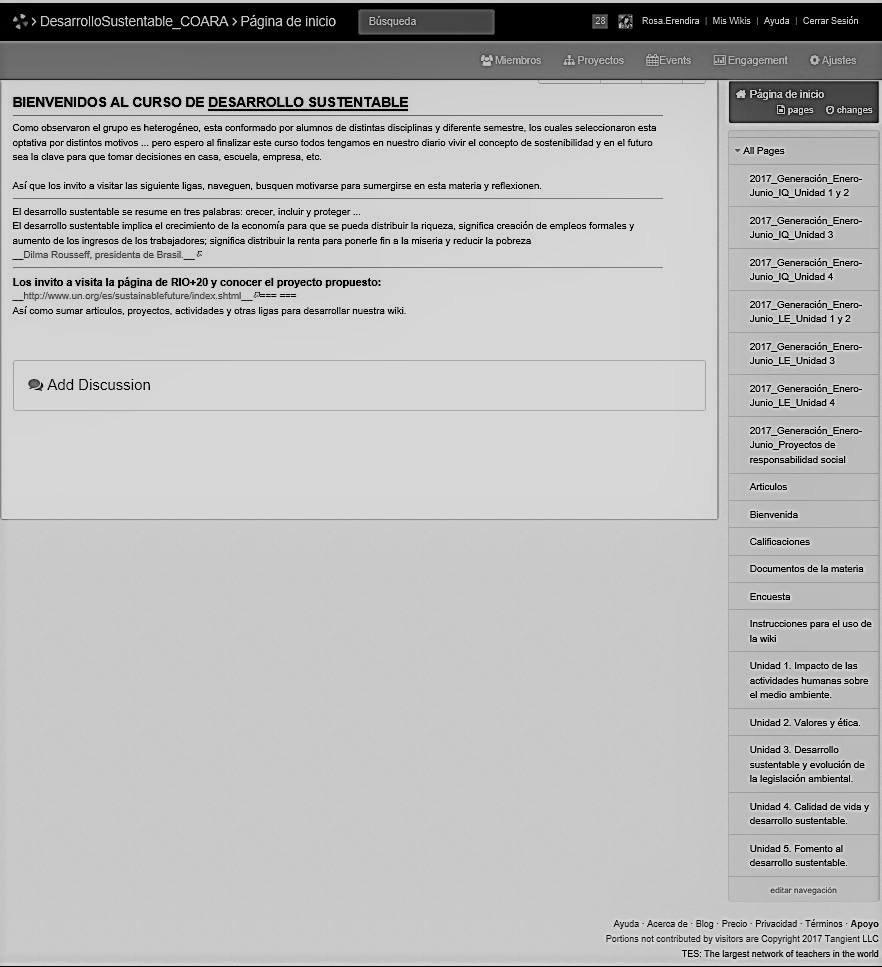 DesarrolloSustentable_COARA › Página de inicio
Búsqueda
28
Rosa.Erendira | Mis Wikis | Ayuda | Cerrar Sesión
Miembros
Proyectos
Events
Engagement
Ajustes
BIENVENIDOS AL CURSO DE DESARROLLO SUSTENTABLE
Como observaron el grupo es heterogéneo, esta conformado por alumnos de distintas disciplinas y diferente semestre, los cuales seleccionaron esta
optativa por distintos motivos ... pero espero al finalizar este curso todos tengamos en nuestro diario vivir el concepto de sostenibilidad y en el futuro
sea la clave para que tomar decisiones en casa, escuela, empresa, etc.
Así que los invito a visitar las siguiente ligas, naveguen, busquen motivarse para sumergirse en esta materia y reflexionen.
El desarrollo sustentable se resume en tres palabras: crecer, incluir y proteger ...
El desarrollo sustentable implica el crecimiento de la economía para que se pueda distribuir la riqueza, significa creación de empleos formales y
aumento de los ingresos de los trabajadores; significa distribuir la renta para ponerle fin a la miseria y reducir la pobreza
__Dilma Rousseff, presidenta de Brasil.__
Los invito a visita la página de RIO+20 y conocer el proyecto propuesto:
__http://www.un.org/es/sustainablefuture/index.shtml__ === ===
Así como sumar articulos, proyectos, actividades y otras ligas para desarrollar nuestra wiki.
Add Discussion
Página de inicio
pages
changes
All Pages
2017_Generación_Enero-
Junio_IQ_Unidad 1 y 2
2017_Generación_Enero-
Junio_IQ_Unidad 3
2017_Generación_Enero-
Junio_IQ_Unidad 4
2017_Generación_Enero-
Junio_LE_Unidad 1 y 2
2017_Generación_Enero-
Junio_LE_Unidad 3
2017_Generación_Enero-
Junio_LE_Unidad 4
2017_Generación_Enero-
Junio_Proyectos de
responsabilidad social
Articulos
Bienvenida
Calificaciones
Documentos de la materia
Encuesta
Instrucciones para el uso de
la wiki
Unidad 1. Impacto de las
actividades humanas sobre
el medio ambiente.
Unidad 2. Valores y ética.
Unidad 3. Desarrollo
sustentable y evolución de
la legislación ambiental.
Unidad 4. Calidad de vida y
desarrollo sustentable.
Unidad 5. Fomento al
desarrollo sustentable.
editar navegación
Ayuda · Acerca de · Blog · Precio · Privacidad · Términos · Apoyo
Portions not contributed by visitors are Copyright 2017 Tangient LLC
TES: The largest network of teachers in the world